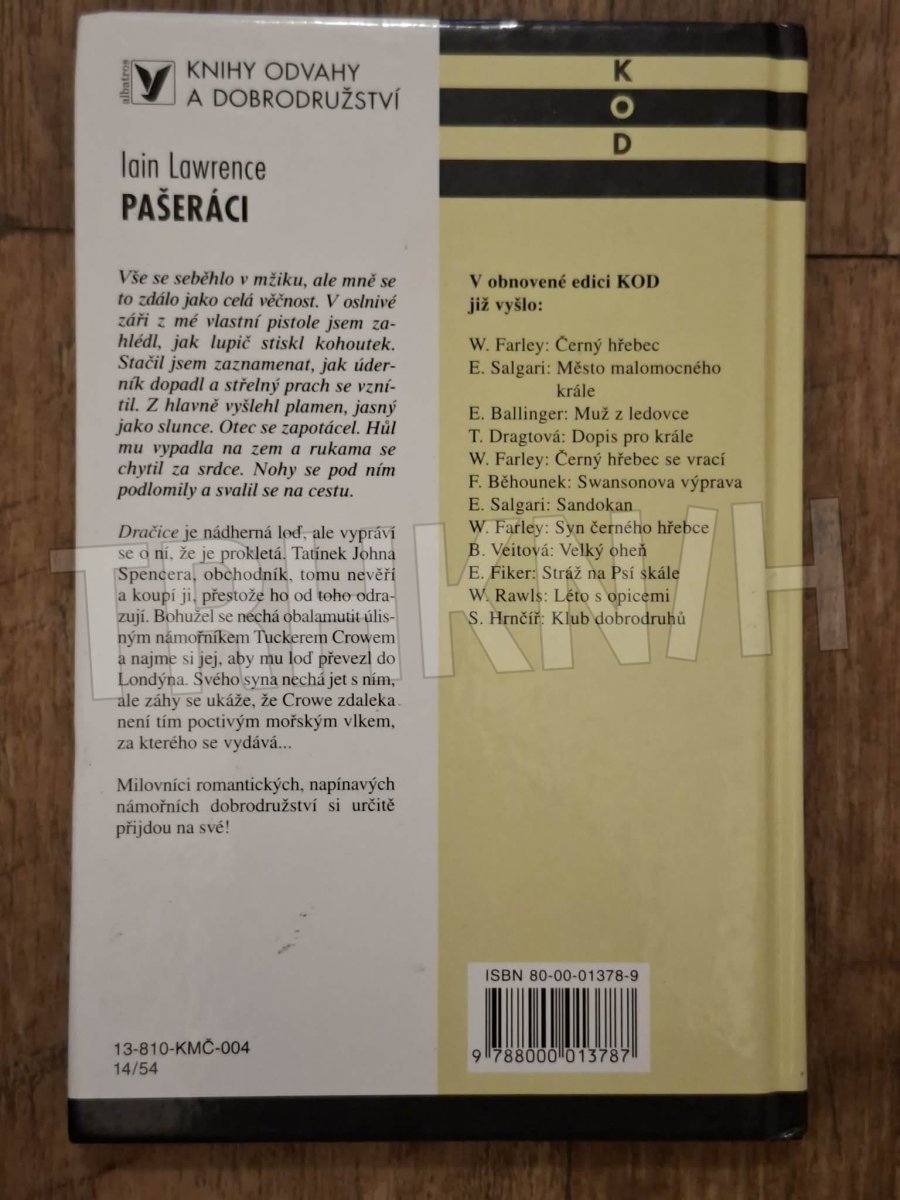 albatros
KNIHY ODVAHY
A DOBRODRUŽSTVÍ
Iain Lawrence
PAŠERÁCI
Vše se seběhlo v mžiku, ale mně se
to zdálo jako celá věčnost. V oslnivé
záři z mé vlastní pistole jsem za-
hlédl, jak lupič stiskl kohoutek.
Stačil jsem zaznamenat, jak úder-
ník dopadl a střelný prach se vzní-
til. Z hlavně vyšlehl plamen, jasný
jako slunce. Otec se zapotácel. Hůl
mu vypadla na zem a rukama se
chytil za srdce. Nohy se pod ním
podlomily a svalil se na cestu.
Dračice je nádherná loď, ale vypráví
se o ní, že je prokletá. Tatínek Johna
Spencera, obchodník, tomu nevěří
a koupí ji, přestože ho od toho odra-
zují. Bohužel se nechá obalamutit úlis-
ným námořníkem Tuckerem Crowem
a najme si jej, aby mu loď převezl do
Londýna. Svého syna nechá jet s ním,
ale záhy se ukáže, že Crowe zdaleka
není tím poctivým mořským vlkem,
za kterého se vydává...
Milovníci romantických, napínavých
námořních dobrodružství si určitě
přijdou na své!
13-810-KMČ-004
14/54
K
O
D
V obnovené edici KOD
již vyšlo:
W. Farley: Černý hřebec
E. Salgari: Město malomocného
krále
E. Ballinger: Muž z ledovce
T. Dragtová: Dopis pro krále
W. Farley: Černý hřebec se vrací
F. Běhounek: Swansonova výprava
E. Salgari: Sandokan
W. Farley: Syn černého hřebce
B. Veitová: Velký oheň
E. Fiker: Stráž na Psí skále
W. Rawls: Léto s opicemi
S. Hrnčíř: Klub dobrodruhů
ISBN 80-00-01378-9
9 788000 013787